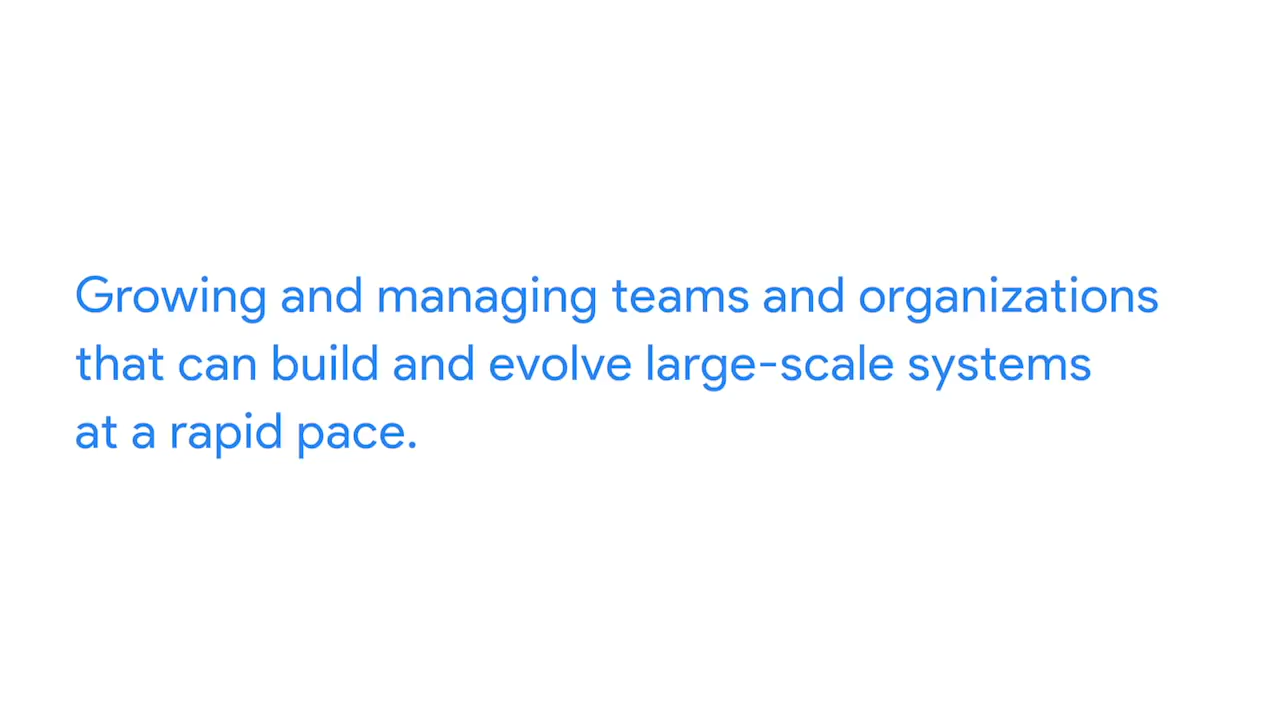 Growing and managing teams and organizations
that can build and evolve large-scale systems
at a rapid pace.